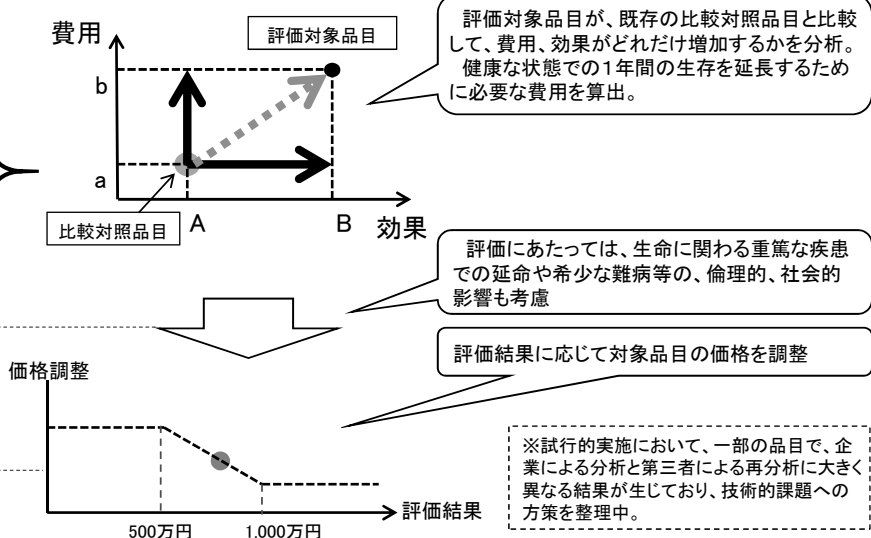 費用
評価対象品目
b
a
比較対照品目
A
B
効果
評価対象品目が、既存の比較対照品目と比較
して、費用、効果がどれだけ増加するかを分析。
健康な状態での1年間の生存を延長するため
に必要な費用を算出。
評価にあたっては、生命に関わる重篤な疾患
での延命や希少な難病等の、倫理的、社会的
影響も考慮
評価結果に応じて対象品目の価格を調整
価格調整
500万円
1,000万円
評価結果
※試行的実施において、一部の品目で、企
業による分析と第三者による再分析に大きく
異なる結果が生じており、技術的課題への
方策を整理中。